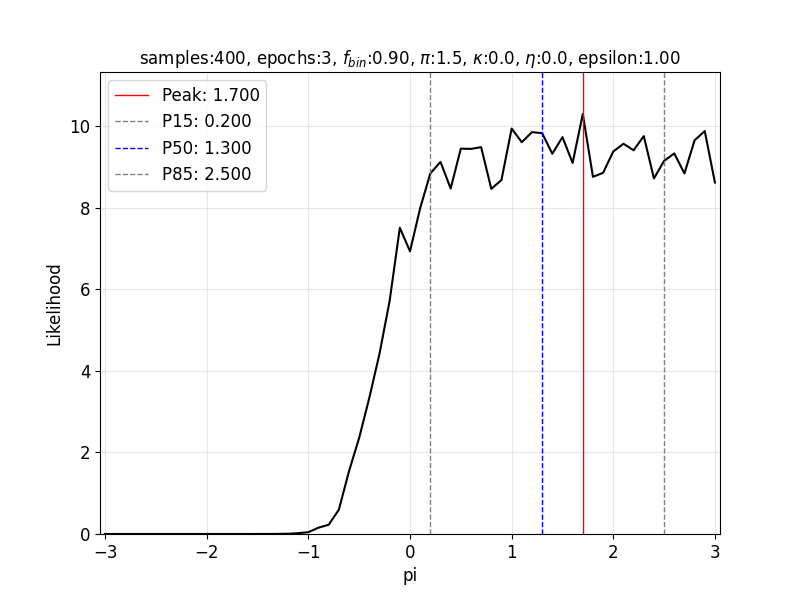 samples:400, epochs:3, f_bin:0.90, π:1.5, κ:0.0, η:0.0, epsilon:1.00
Peak: 1.700
P15: 0.200
P50: 1.300
P85: 2.500
10
8
6
4
2
0
Likelihood
−3
−2
−1
0
1
2
3
pi